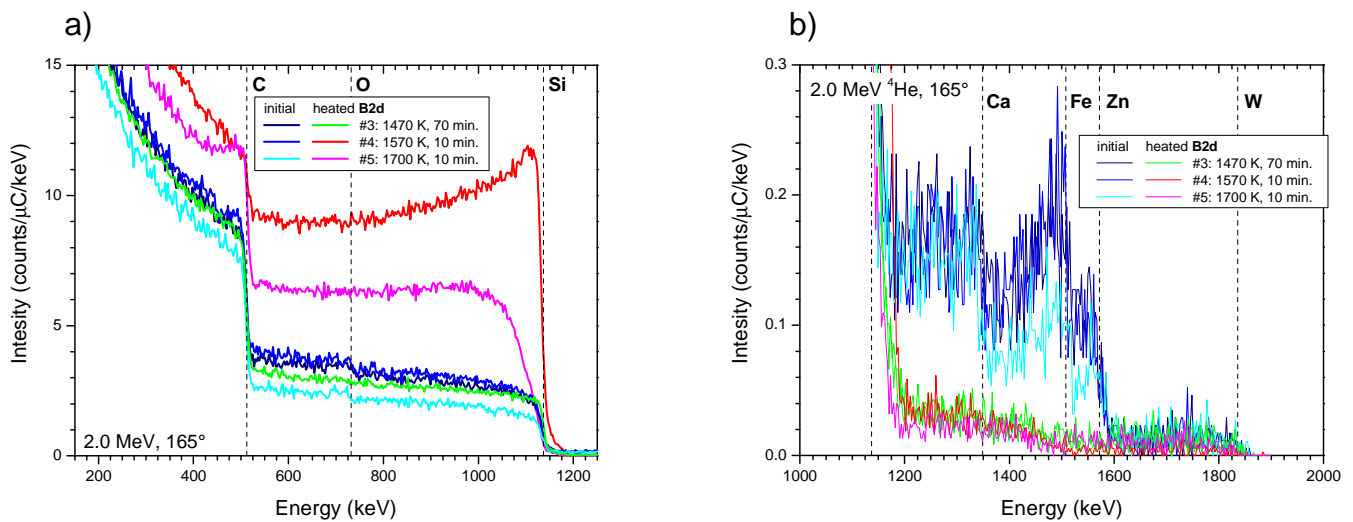 a)
15
10
5
0
Intesity (counts/μC/keV)
200 400 600 800 1000 1200
Energy (keV)
C O Si
initial heated B2d
#3: 1470 K, 70 min.
#4: 1570 K, 10 min.
#5: 1700 K, 10 min.
2.0 MeV, 165°
b)
0.3
0.2
0.1
0.0
Intesity (counts/μC/keV)
1000 1200 1400 1600 1800 2000
Energy (keV)
2.0 MeV ⁴He, 165°
Ca Fe Zn W
initial heated B2d
#3: 1470 K, 70 min.
#4: 1570 K, 10 min.
#5: 1700 K, 10 min.